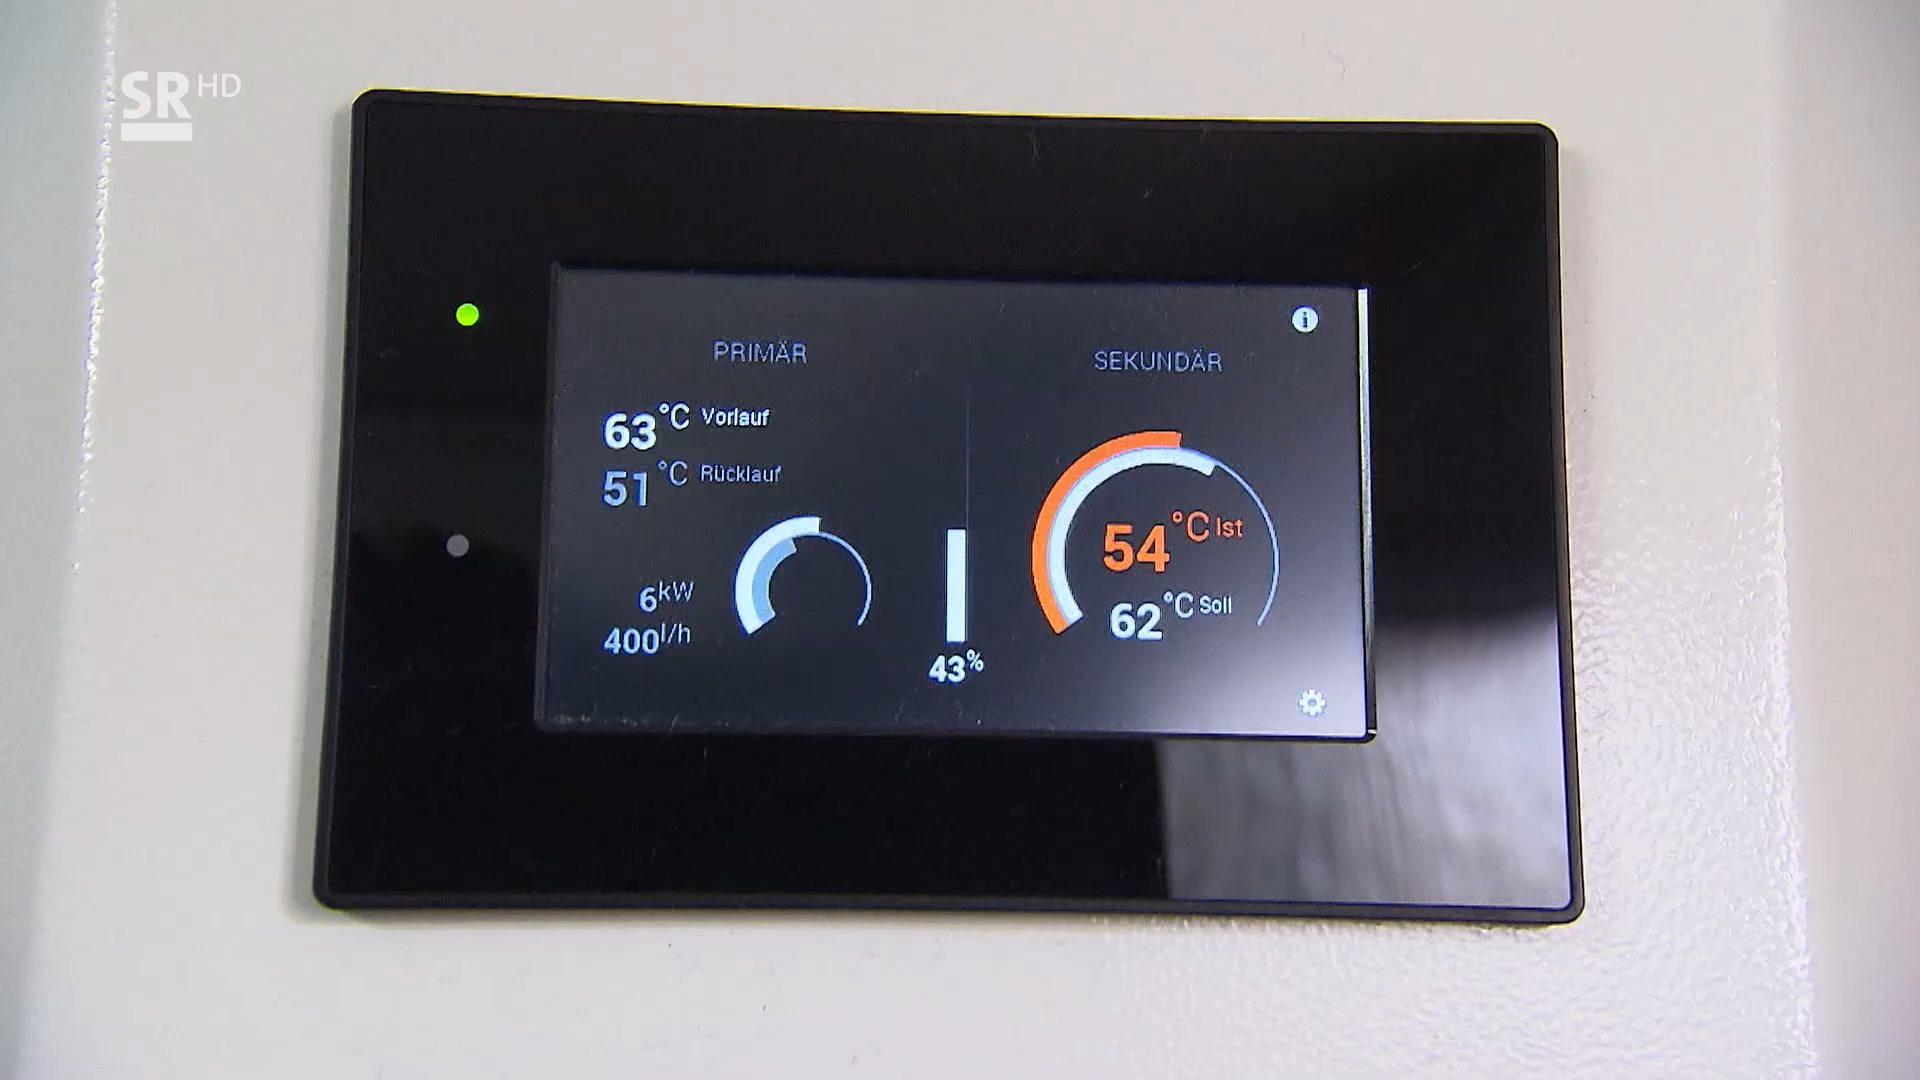 SR HD
PRIMÄR
63 °C Vorlauf
51 °C Rücklauf
6 kW
400 l/h
43 %
SEKUNDÄR
54 °C Ist
62 °C Soll